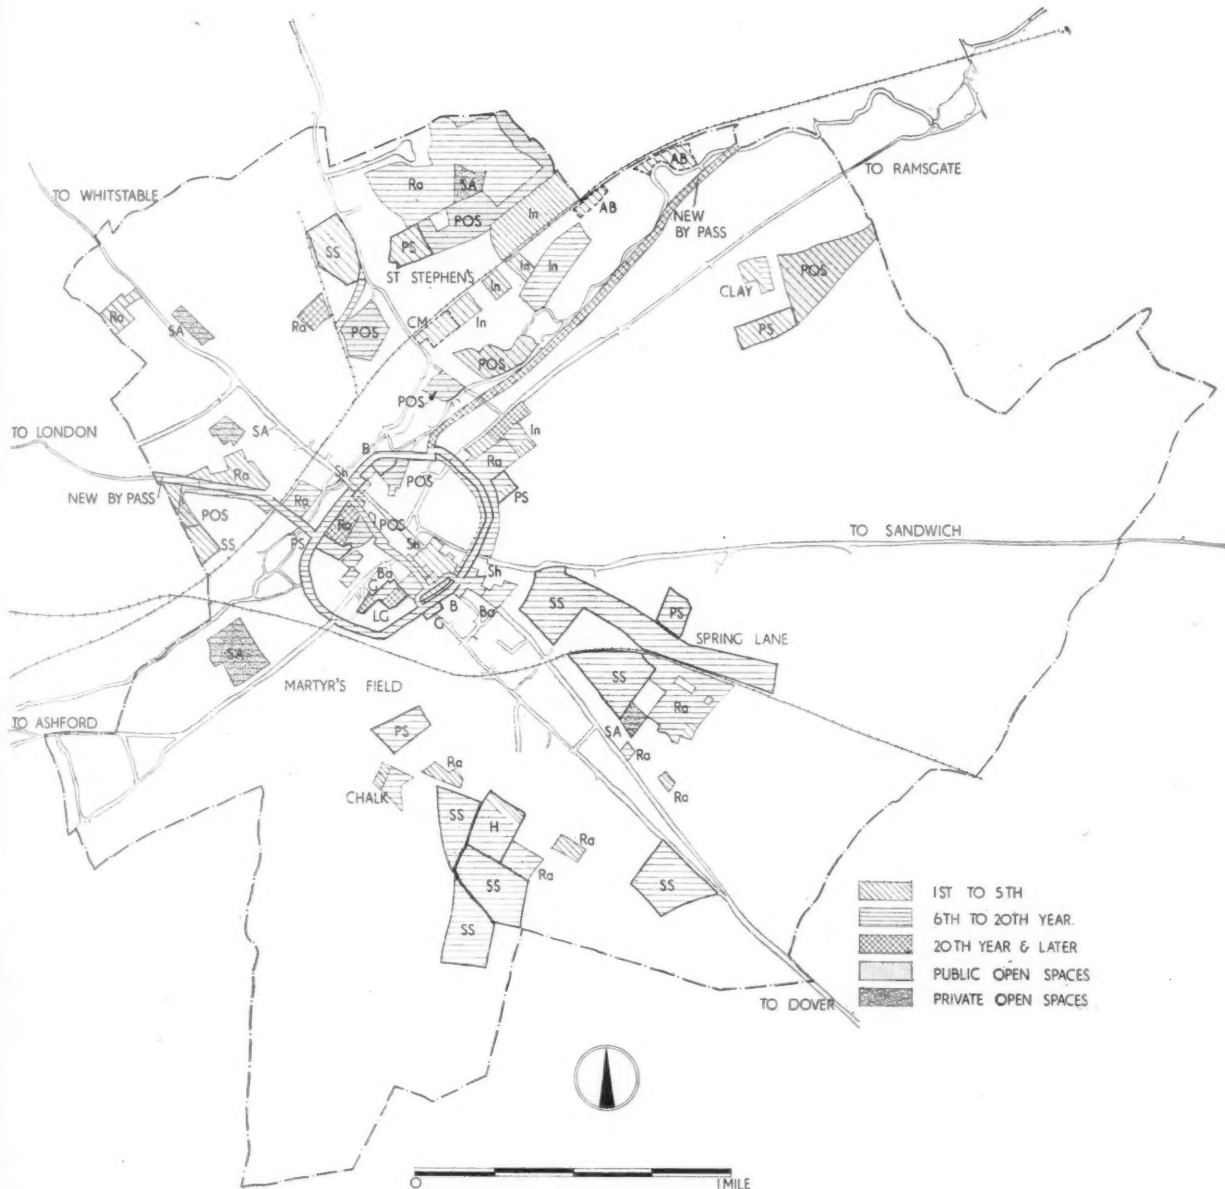 TO WHITSTABLE
Ra
SA
POS
In
AB
AB
TO RAMSGATE
NEW
BY PASS
SS
PS
ST STEPHEN'S
In
In
In
CM
In
Ra
SA
Ra
POS
POS
POS
CLAY
POS
PS
TO LONDON
SA
B
In
Sh
Ra
Ra
PS
NEW BY PASS
Ra
POS
POS
SS
PS
Ra
POS
Sh
TO SANDWICH
Sh
C
LG
B
G
SS
PS
SPRING LANE
SA
SS
Ra
MARTYR'S FIELD
TO ASHFORD
PS
SA
Ra
Ra
CHALK
Ra
SS
H
Ra
Ra
SS
SS
SS
1ST TO 5TH
6TH TO 20TH YEAR.
20TH YEAR & LATER
PUBLIC OPEN SPACES
PRIVATE OPEN SPACES
TO DOVER
0 1 MILE